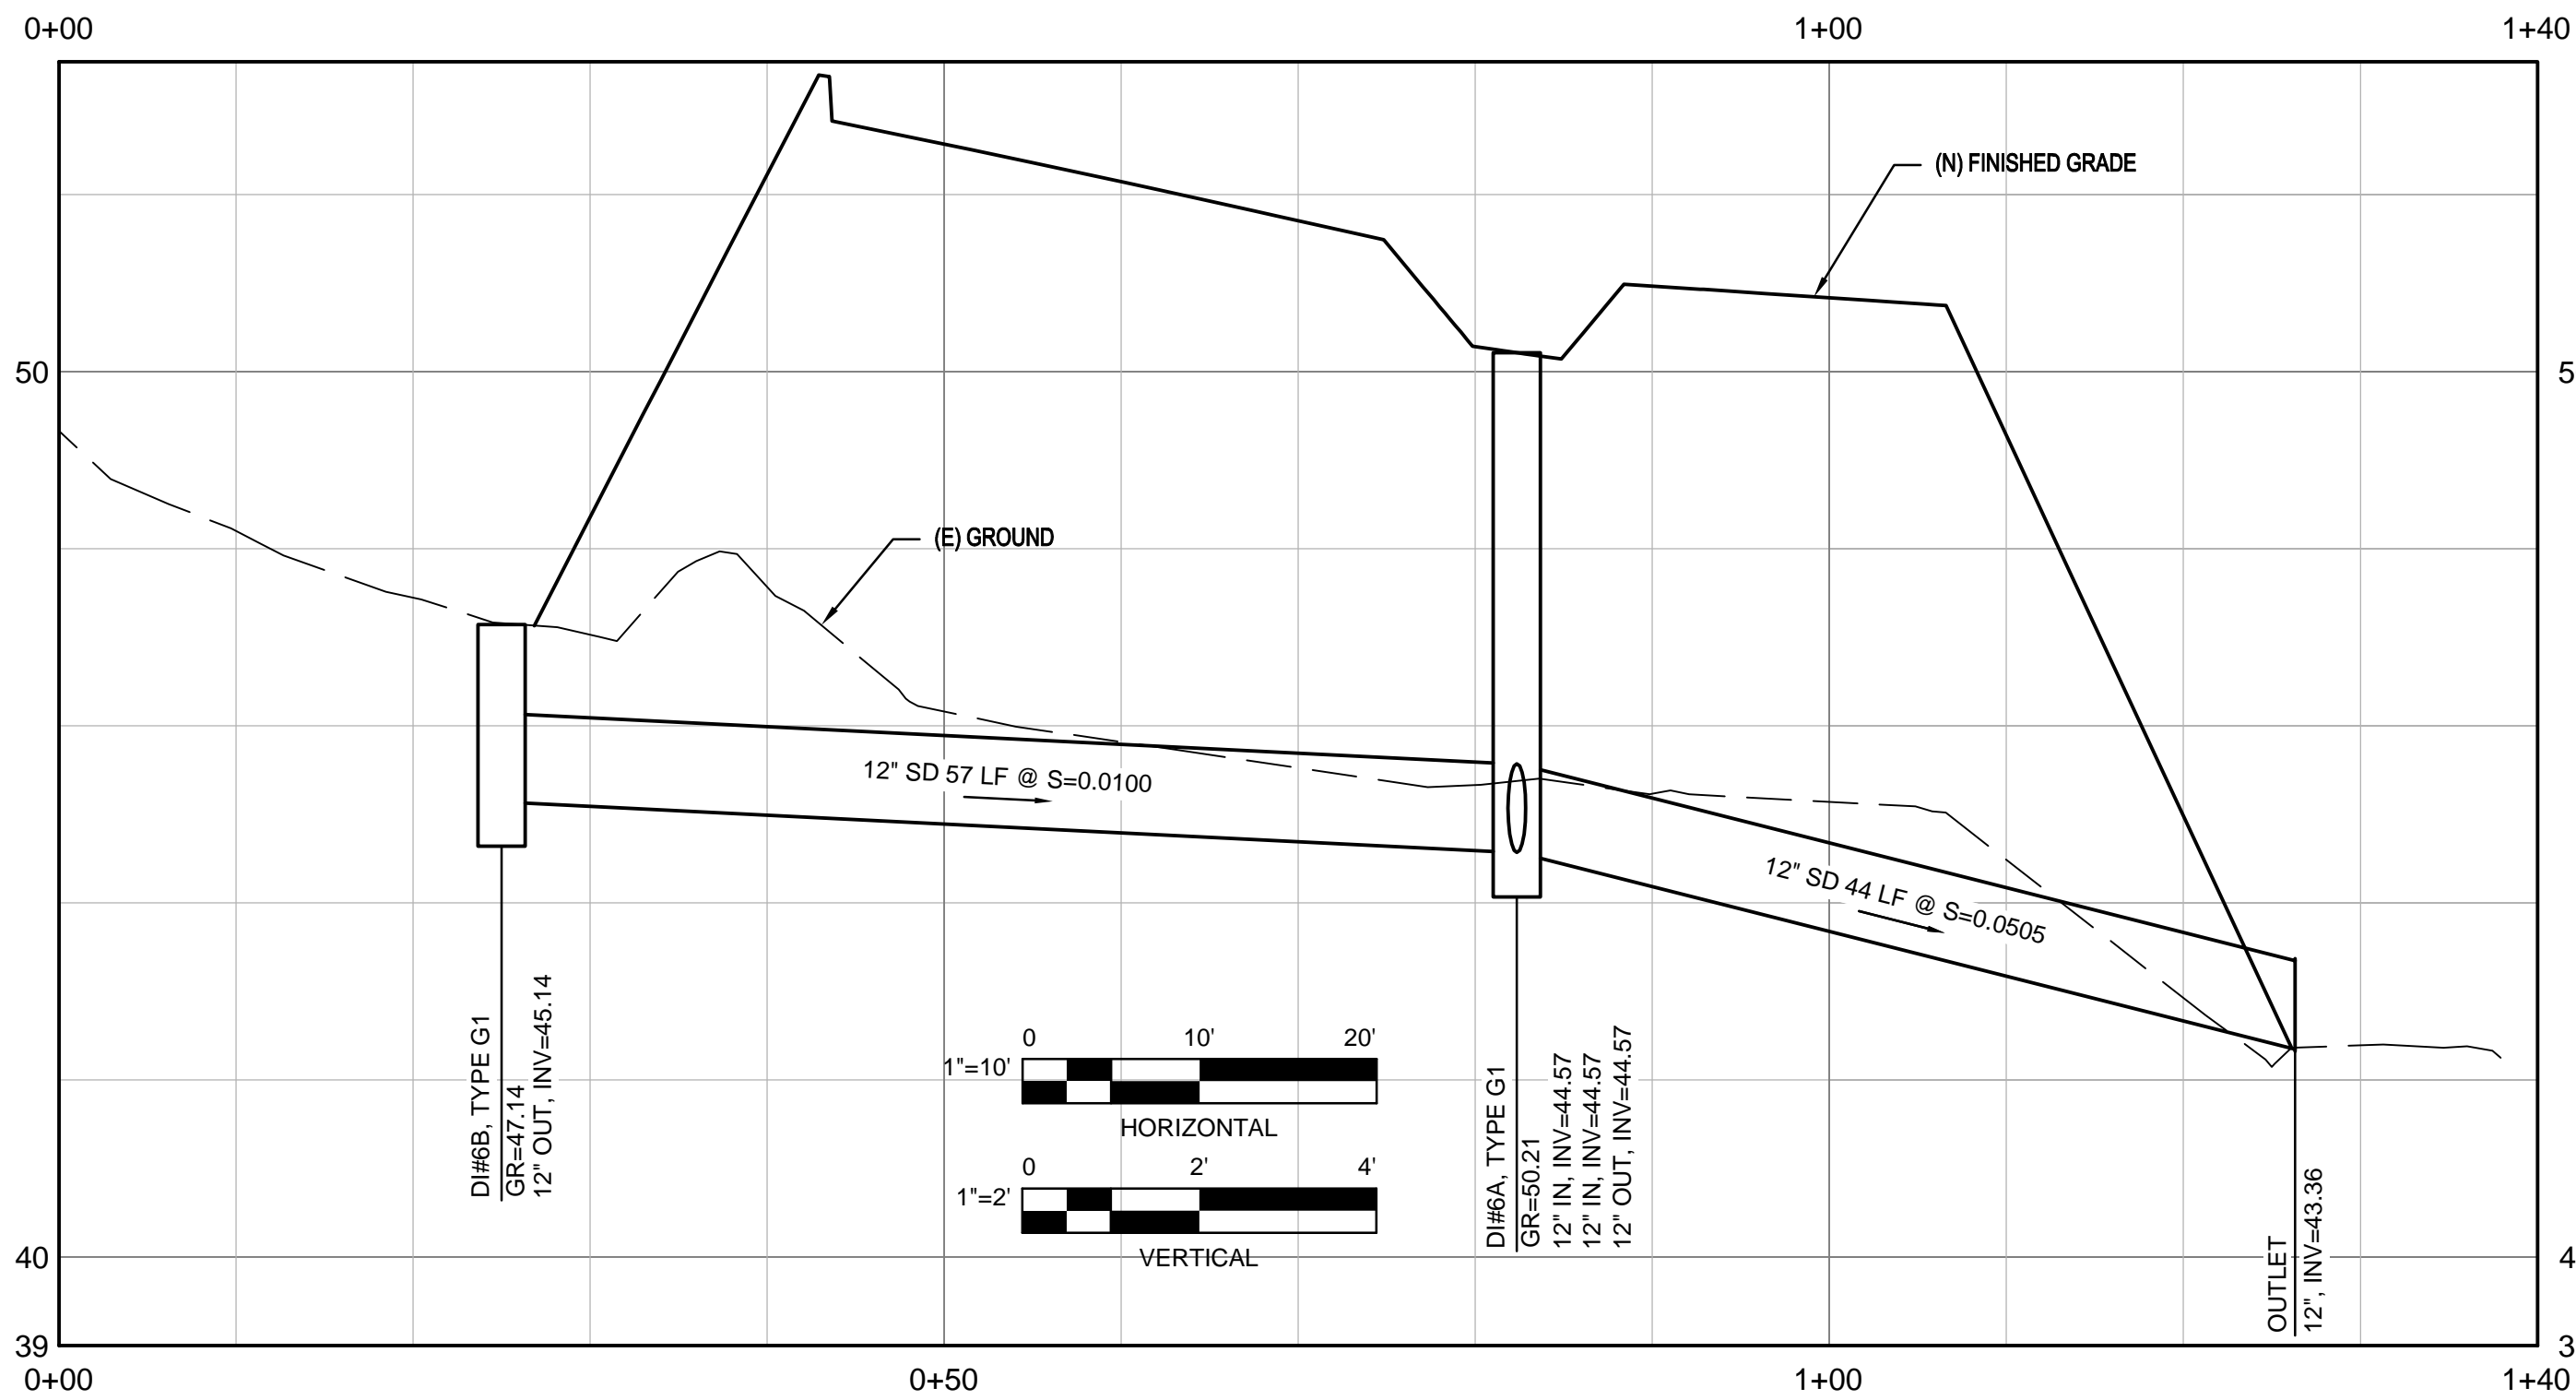 0+00
1+00
1+40
(N) FINISHED GRADE
50
5
(E) GROUND
12" SD 57 LF @ S=0.0100
12" SD 44 LF @ S=0.0505
DI#6B, TYPE G1
GR=47.14
12" OUT, INV=45.14
0 10' 20'
1"=10'
HORIZONTAL
0 2' 4'
1"=2'
VERTICAL
DI#6A, TYPE G1
GR=50.21
12" IN, INV=44.57
12" IN, INV=44.57
12" OUT, INV=44.57
OUTLET
12", INV=43.36
40
4
39
3
0+00
0+50
1+00
1+40